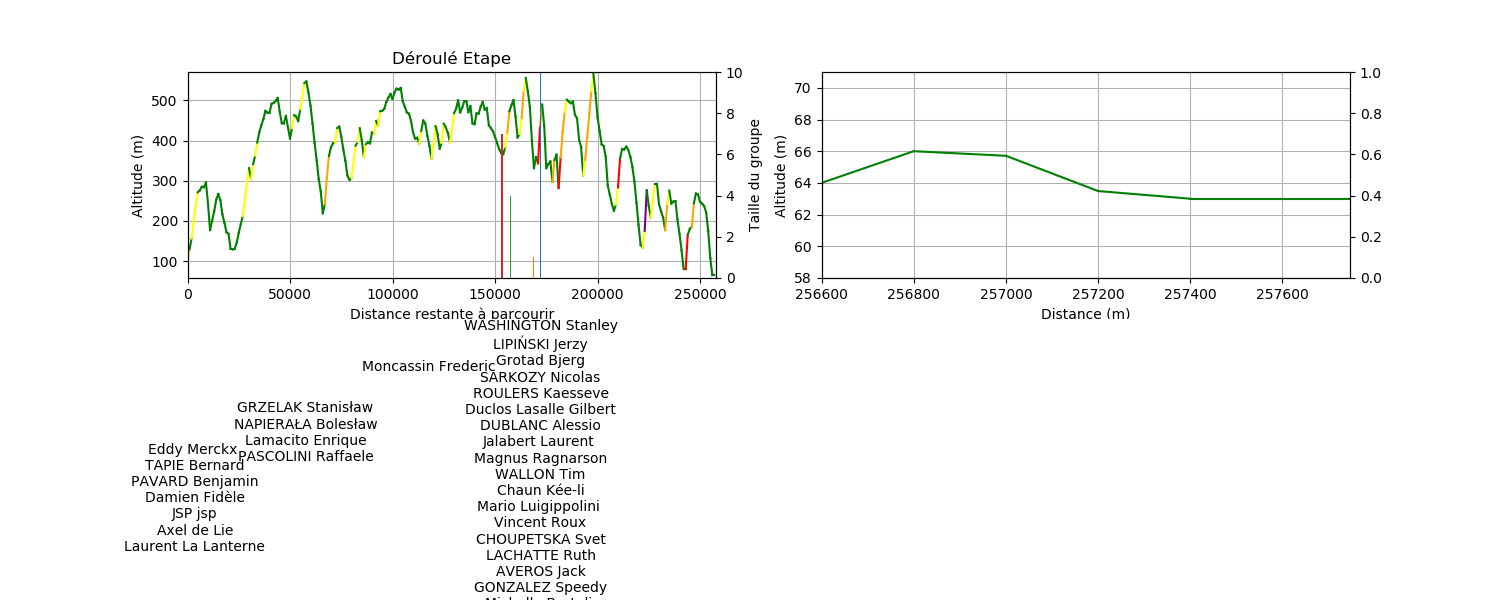 Déroulé Etape
500
400
300
200
100
Altitude (m)
10
8
6
4
2
0
Taille du groupe
0
50000
100000
150000
200000
250000
Distance restante à parcourir
70
68
66
64
62
60
58
Altitude (m)
1.0
0.8
0.6
0.4
0.2
0.0
256600
256800
257000
257200
257400
257600
Distance (m)
WASHINGTON Stanley
LIPIŃSKI Jerzy
Grotad Bjerg
Moncassin Frederic
SARKOZY Nicolas
ROULERS Kaesseve
Duclos Lasalle Gilbert
DUBLANC Alessio
Jalabert Laurent
Magnus Ragnarson
WALLON Tim
Chaun Kée-li
Mario Luigippolini
Vincent Roux
CHOUPETSKA Svet
LACHATTE Ruth
AVEROS Jack
GONZALEZ Speedy
GRZELAK Stanisław
NAPIERAŁA Bolesław
Lamacito Enrique
PASCOLINI Raffaele
Eddy Merckx
TAPIE Bernard
PAVARD Benjamin
Damien Fidèle
JSP jsp
Axel de Lie
Laurent La Lanterne